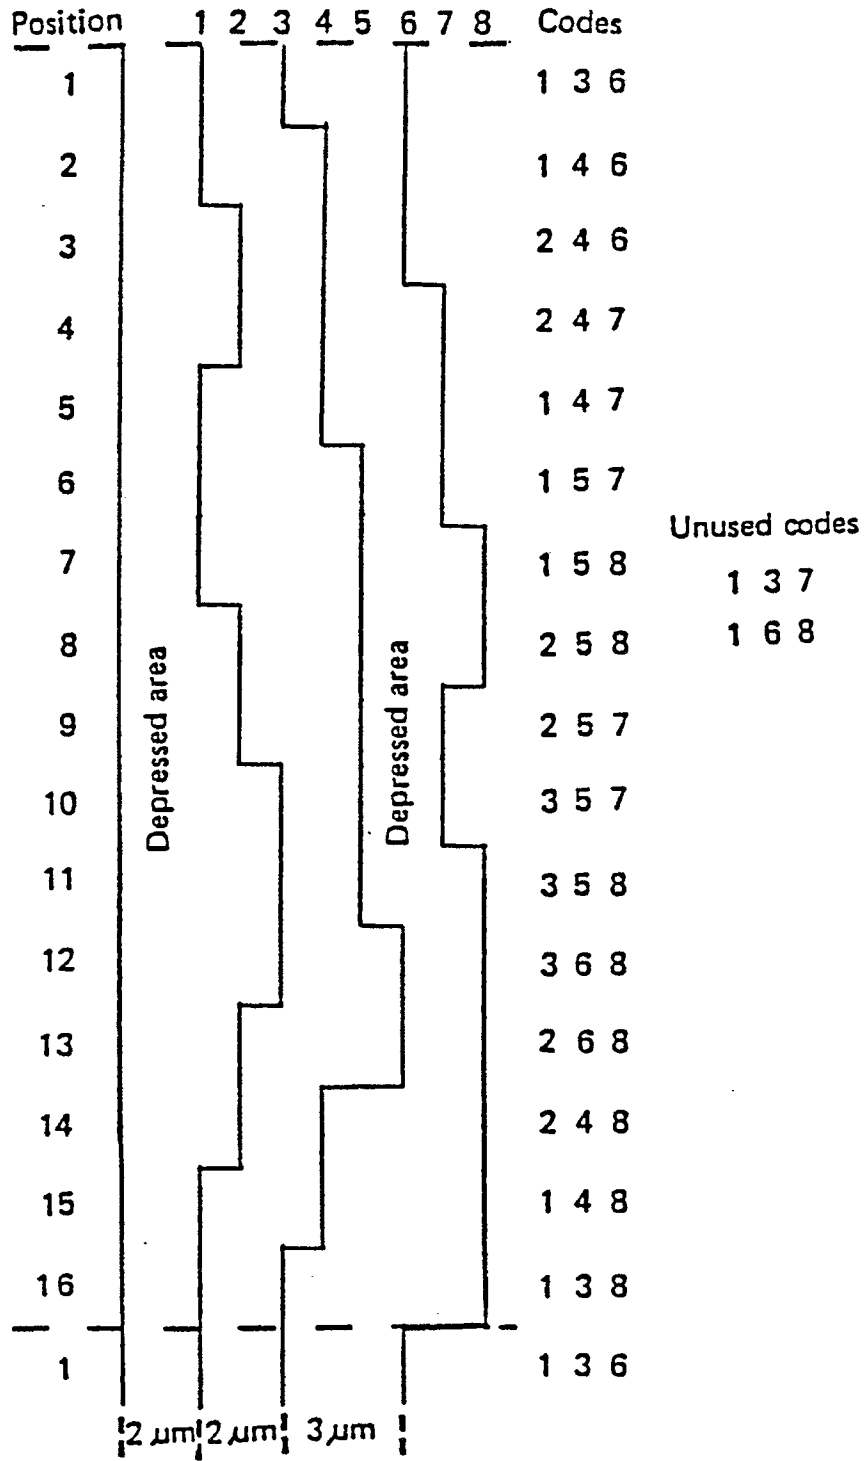 Position 1 2 3 4 5 6 7 8 Codes
1 1 3 6
2 1 4 6
3 2 4 6
4 2 4 7
5 1 4 7
6 1 5 7
Unused codes
7 1 5 8
1 3 7
8 2 5 8
1 6 8
Depressed area
Depressed area
9 2 5 7
10 3 5 7
11 3 5 8
12 3 6 8
13 2 6 8
14 2 4 8
15 1 4 8
16 1 3 8
1 1 3 6
2 μm 2 μm 3 μm